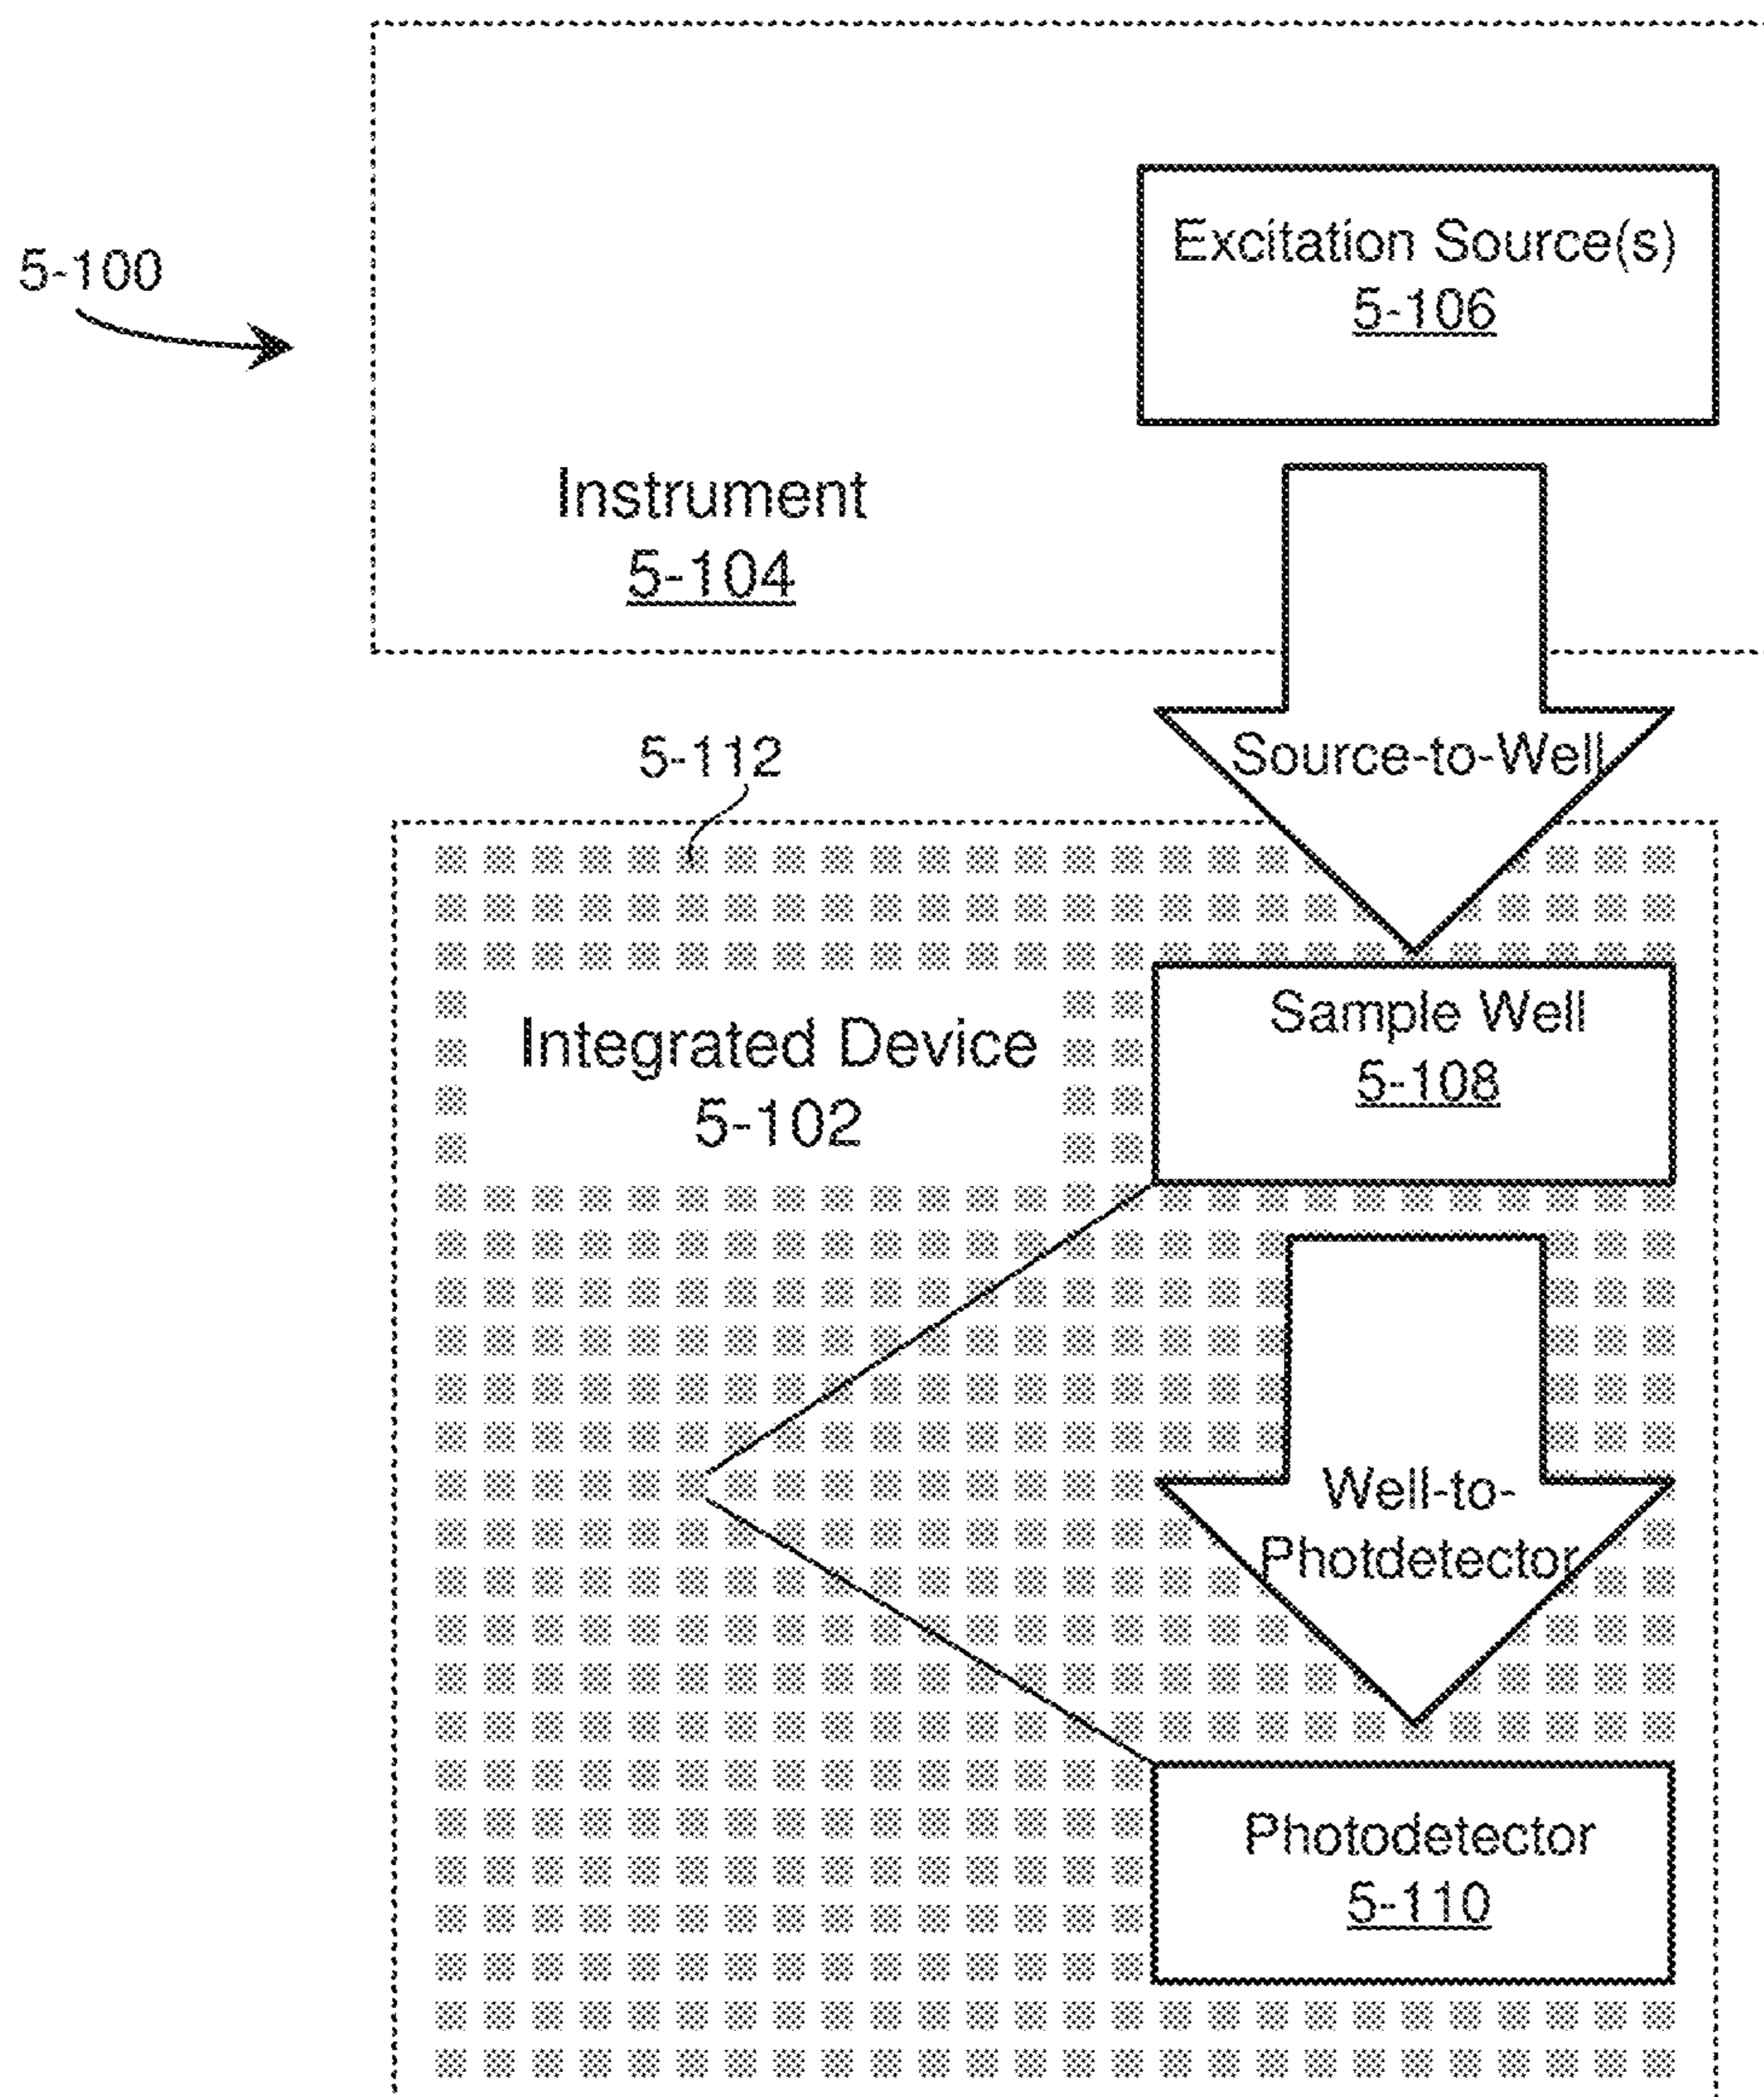 5-100
Excitation Source(s)
5-106
Instrument
5-104
Source-to-Well
5-112
Sample Well
5-108
Integrated Device
5-102
Well-to-
Photdetector
Photodetector
5-110